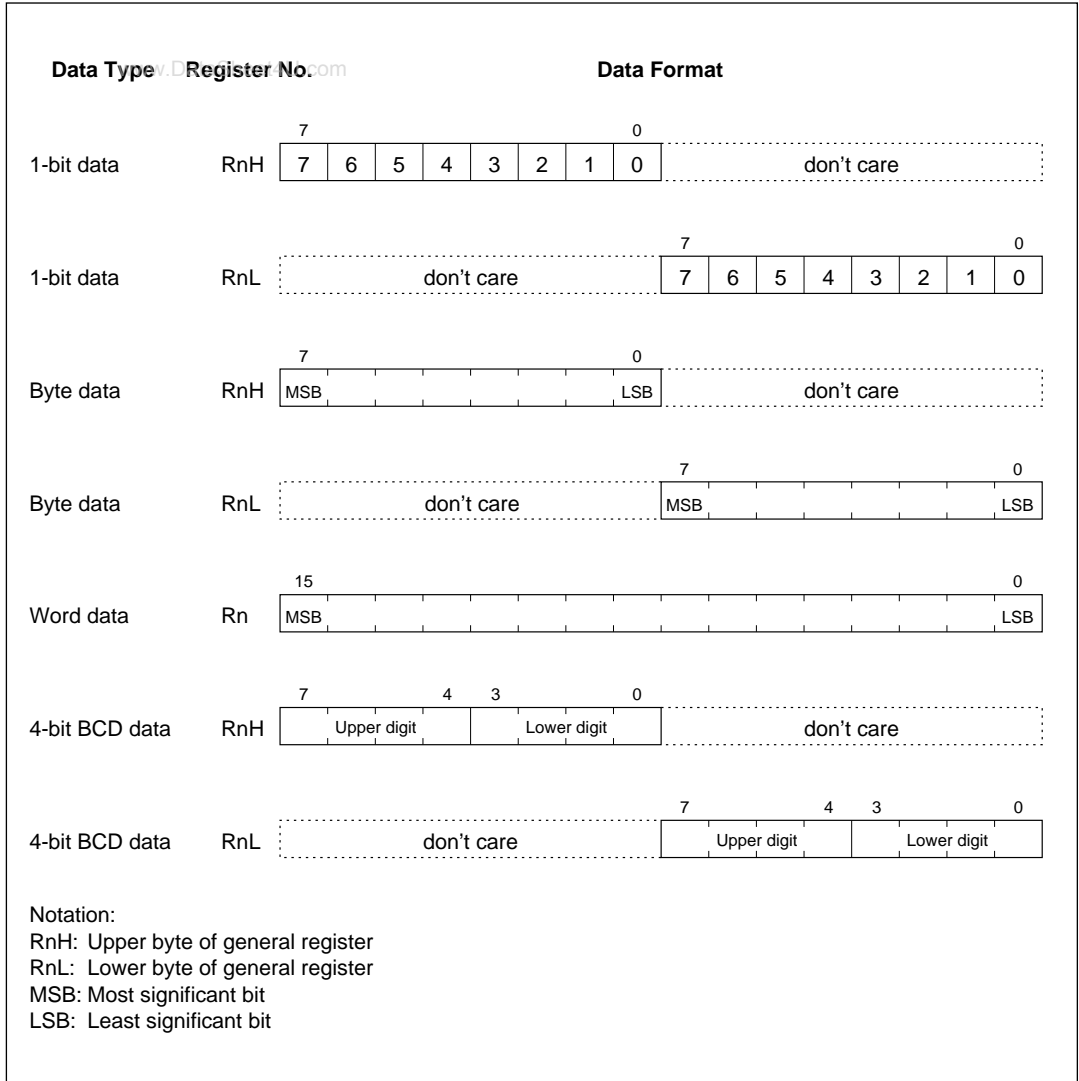 Data Type Register No. Data Format
www.DataSheet4U.com
7 0
1-bit data RnH 7 6 5 4 3 2 1 0 don't care
7 0
1-bit data RnL don't care 7 6 5 4 3 2 1 0
7 0
Byte data RnH MSB LSB don't care
7 0
Byte data RnL don't care MSB LSB
15 0
Word data Rn MSB LSB
7 4 3 0
4-bit BCD data RnH Upper digit Lower digit don't care
7 4 3 0
4-bit BCD data RnL don't care Upper digit Lower digit
Notation:
RnH: Upper byte of general register
RnL: Lower byte of general register
MSB: Most significant bit
LSB: Least significant bit